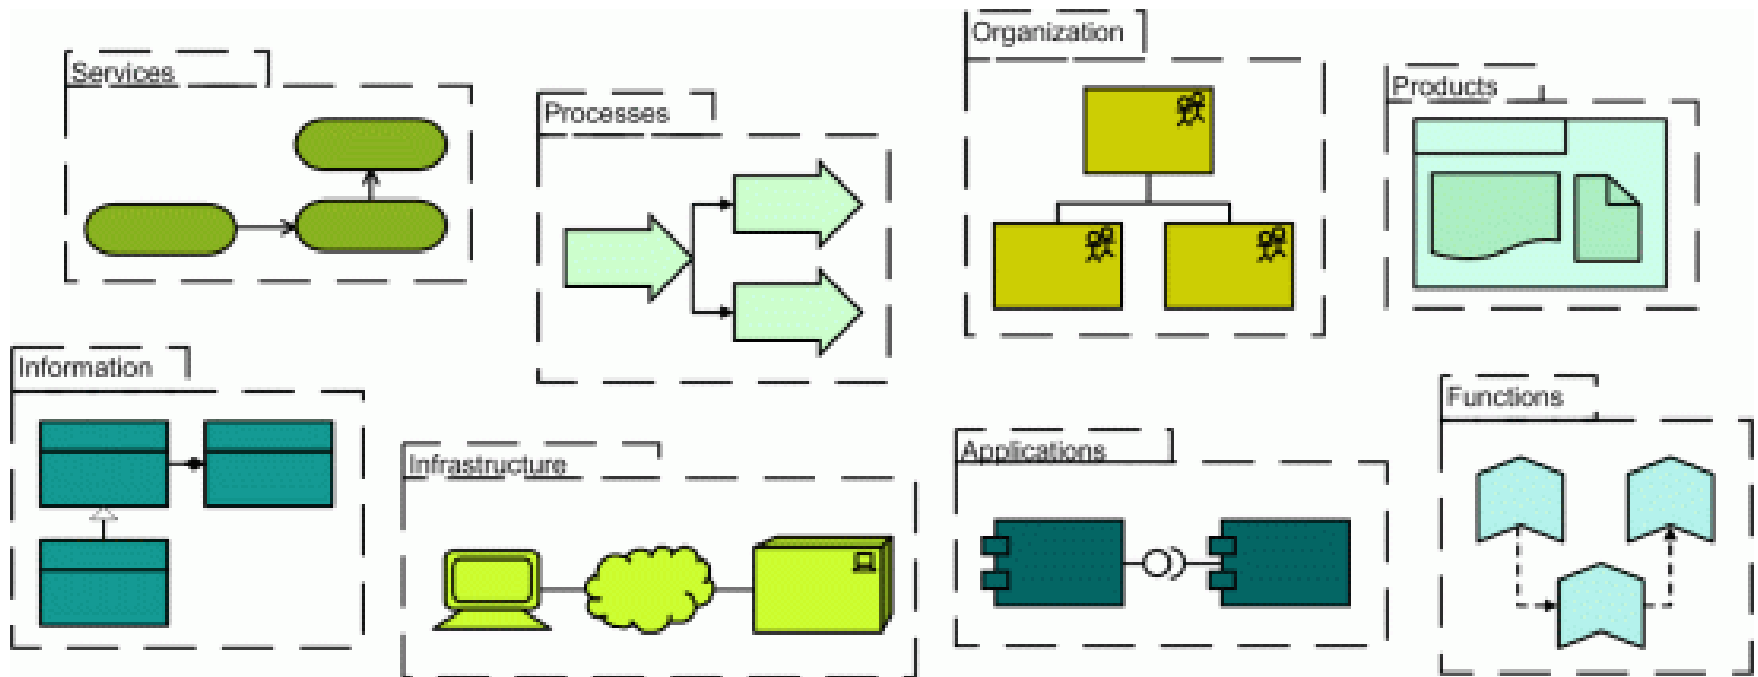 Services
Processes
Organization
Products
Information
Infrastructure
Applications
Functions